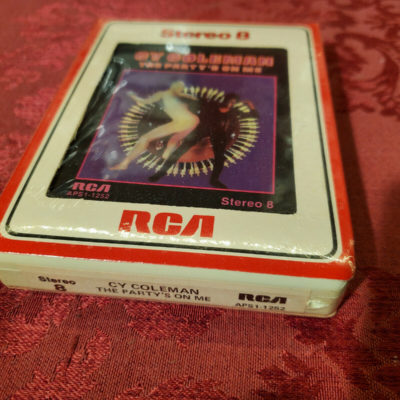 Stereo 8
CY COLEMAN
THE PARTY'S ON ME
RCA
APS1-1252
Stereo 8
RCA
Stereo
8
CY COLEMAN
THE PARTY'S ON ME
RCA
APS1-1252